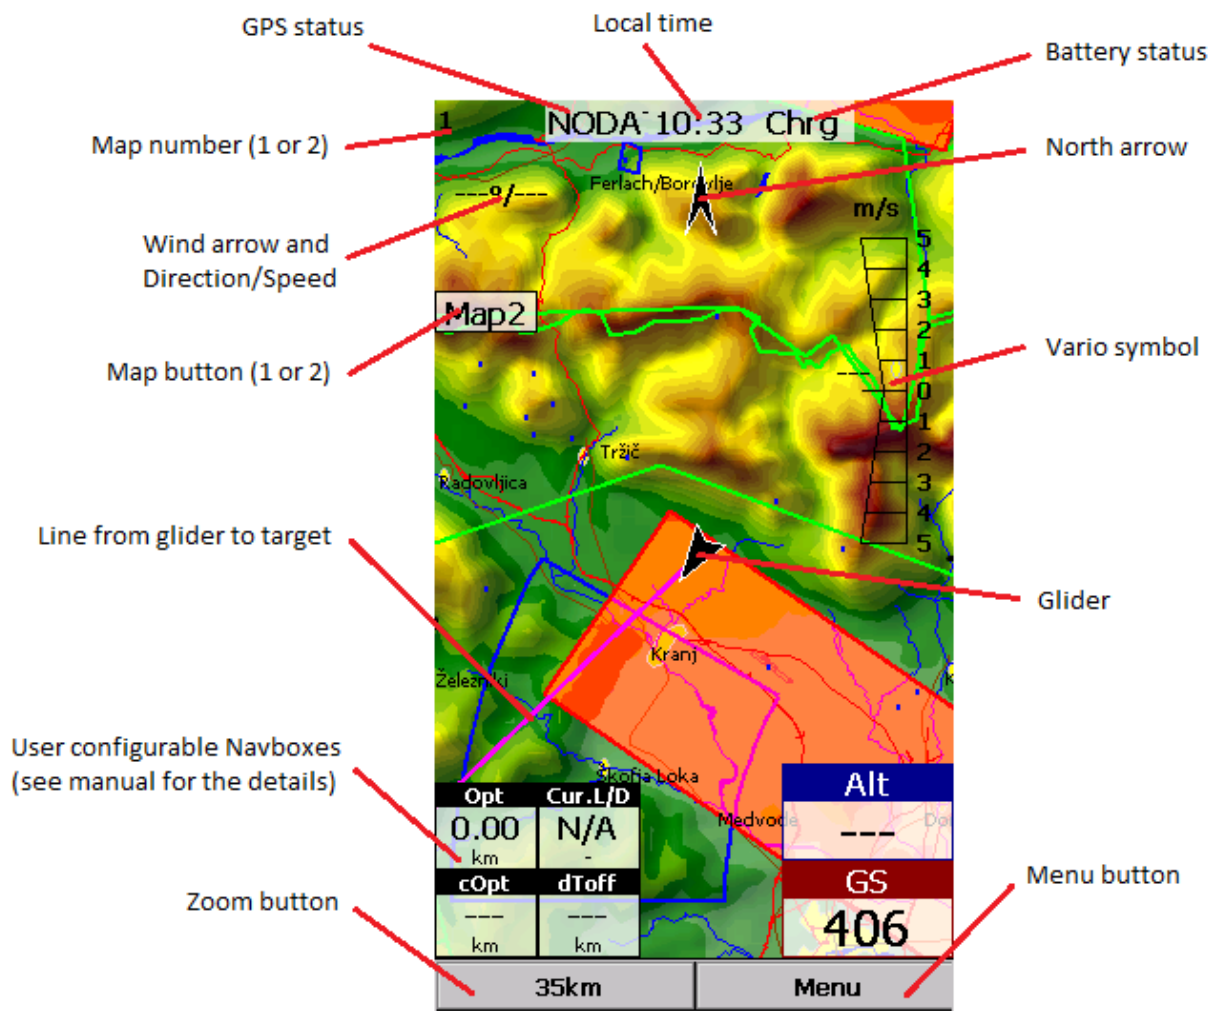 GPS status
Local time
Battery status
Map number (1 or 2)
North arrow
Wind arrow and
Direction/Speed
Map button (1 or 2)
Vario symbol
Line from glider to target
Glider
User configurable Navboxes
(see manual for the details)
Zoom button
Menu button
1
NODA 10:33 Chrg
Ferlach/Borovlje
---º/---
m/s
5
4
3
2
1
0
1
2
3
4
5
---
Map2
Tržič
Radovljica
Kranj
Železniki
Škofja Loka
Medvode
Opt
0.00
km
Cur.L/D
N/A
-
cOpt
---
km
dToff
---
km
Alt
---
GS
406
35km
Menu